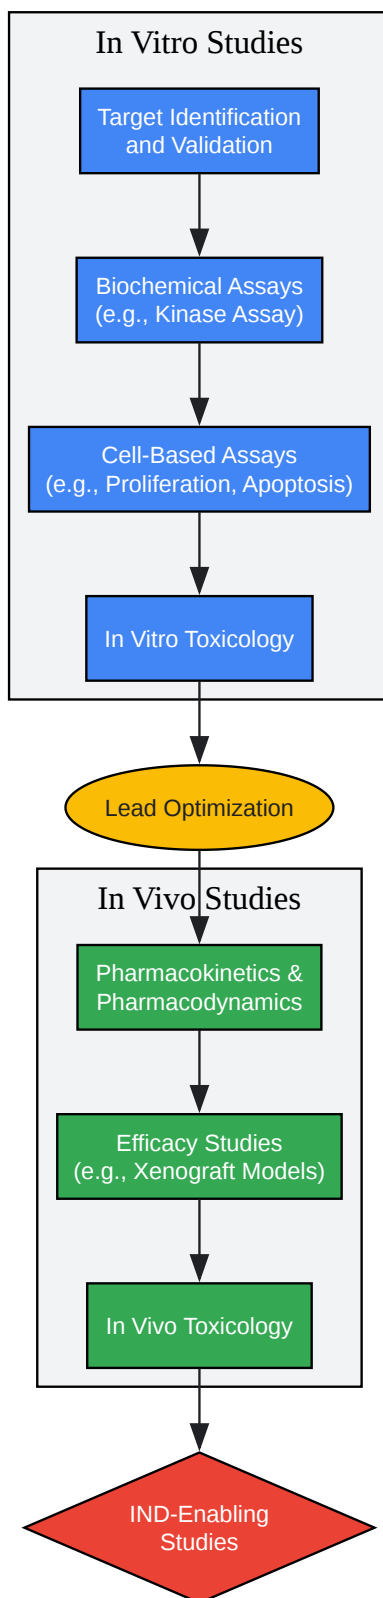 In Vitro Studies
Target Identification
and Validation
Biochemical Assays
(e.g., Kinase Assay)
Cell-Based Assays
(e.g., Proliferation, Apoptosis)
In Vitro Toxicology
Lead Optimization
In Vivo Studies
Pharmacokinetics &
Pharmacodynamics
Efficacy Studies
(e.g., Xenograft Models)
In Vivo Toxicology
IND-Enabling
Studies